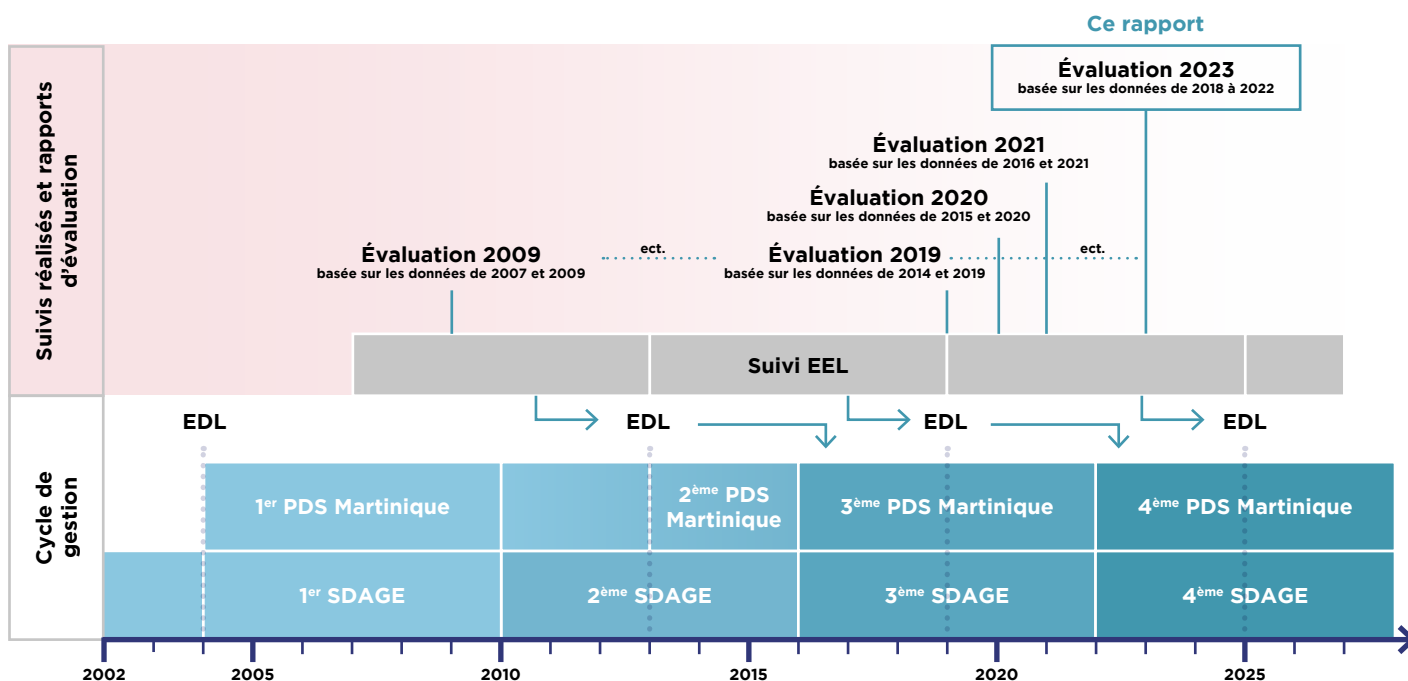 Ce rapport
Évaluation 2023
basée sur les données de 2018 à 2022
Suivis réalisés et rapports
d'évaluation
Évaluation 2021
basée sur les données de 2016 et 2021
Évaluation 2020
basée sur les données de 2015 et 2020
Évaluation 2009
basée sur les données de 2007 et 2009
ect.
Évaluation 2019
basée sur les données de 2014 et 2019
ect.
Suivi EEL
EDL
EDL
EDL
EDL
Cycle de
gestion
1er PDS Martinique
2ème PDS
Martinique
3ème PDS Martinique
4ème PDS Martinique
1er SDAGE
2ème SDAGE
3ème SDAGE
4ème SDAGE
2002
2005
2010
2015
2020
2025